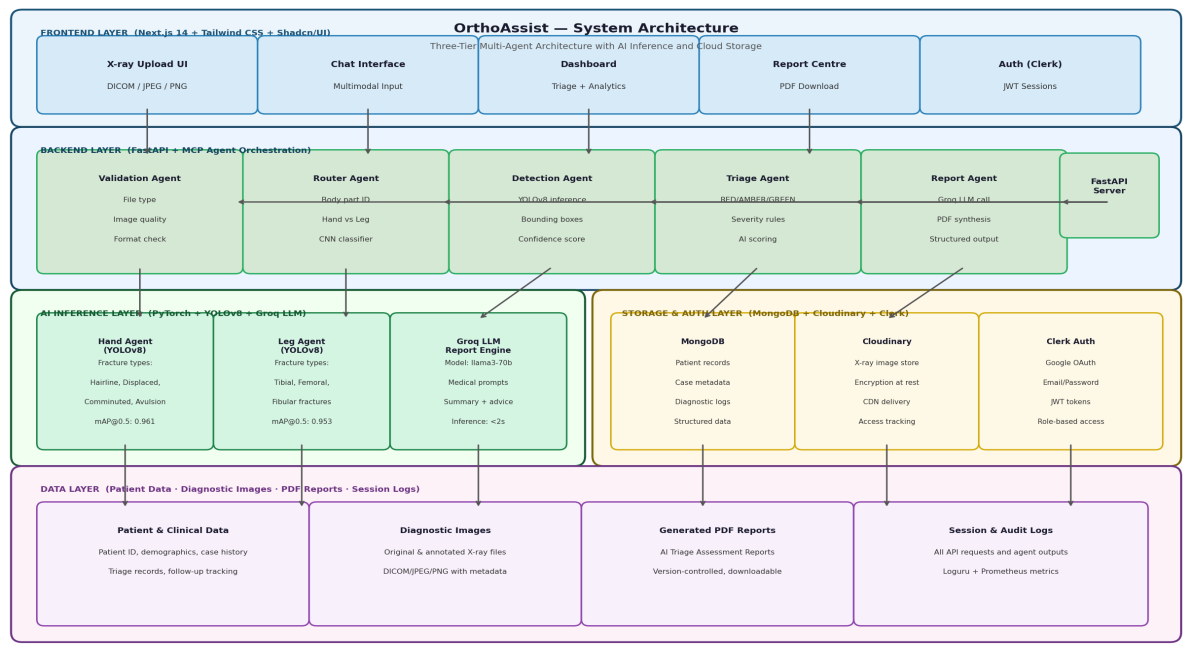 OrthoAssist — System Architecture
FRONTEND LAYER (Next.js 14 + Tailwind CSS + Shadcn/UI)
Three-Tier Multi-Agent Architecture with AI Inference and Cloud Storage
X-ray Upload UI
DICOM / JPEG / PNG
Chat Interface
Multimodal Input
Dashboard
Triage + Analytics
Report Centre
PDF Download
Auth (Clerk)
JWT Sessions
BACKEND LAYER (FastAPI + MCP Agent Orchestration)
Validation Agent
File type
Image quality
Format check
Router Agent
Body part ID
Hand vs Leg
CNN classifier
Detection Agent
YOLOv8 inference
Bounding boxes
Confidence score
Triage Agent
RED/AMBER/GREEN
Severity rules
AI scoring
Report Agent
Groq LLM call
PDF synthesis
Structured output
FastAPI
Server
AI INFERENCE LAYER (PyTorch + YOLOv8 + Groq LLM)
Hand Agent
(YOLOv8)
Fracture types:
Hairline, Displaced,
Comminuted, Avulsion
mAP@0.5: 0.961
Leg Agent
(YOLOv8)
Fracture types:
Tibial, Femoral,
Fibular fractures
mAP@0.5: 0.953
Groq LLM
Report Engine
Model: llama3-70b
Medical prompts
Summary + advice
Inference: <2s
STORAGE & AUTH LAYER (MongoDB + Cloudinary + Clerk)
MongoDB
Patient records
Case metadata
Diagnostic logs
Structured data
Cloudinary
X-ray image store
Encryption at rest
CDN delivery
Access tracking
Clerk Auth
Google OAuth
Email/Password
JWT tokens
Role-based access
DATA LAYER (Patient Data · Diagnostic Images · PDF Reports · Session Logs)
Patient & Clinical Data
Patient ID, demographics, case history
Triage records, follow-up tracking
Diagnostic Images
Original & annotated X-ray files
DICOM/JPEG/PNG with metadata
Generated PDF Reports
AI Triage Assessment Reports
Version-controlled, downloadable
Session & Audit Logs
All API requests and agent outputs
Loguru + Prometheus metrics